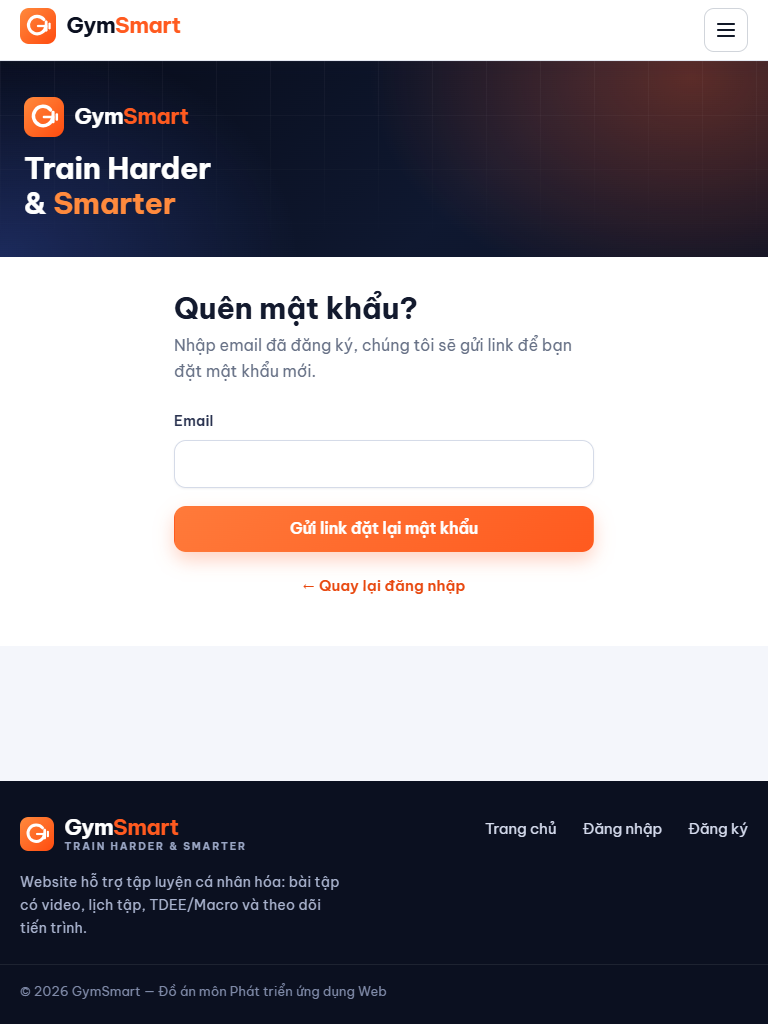 GymSmart
GymSmart
Train Harder
& Smarter
Quên mật khẩu?
Nhập email đã đăng ký, chúng tôi sẽ gửi link để bạn
đặt mật khẩu mới.
Email
Gửi link đặt lại mật khẩu
← Quay lại đăng nhập
GymSmart
TRAIN HARDER & SMARTER
Trang chủ Đăng nhập Đăng ký
Website hỗ trợ tập luyện cá nhân hóa: bài tập
có video, lịch tập, TDEE/Macro và theo dõi
tiến trình.
© 2026 GymSmart — Đồ án môn Phát triển ứng dụng Web